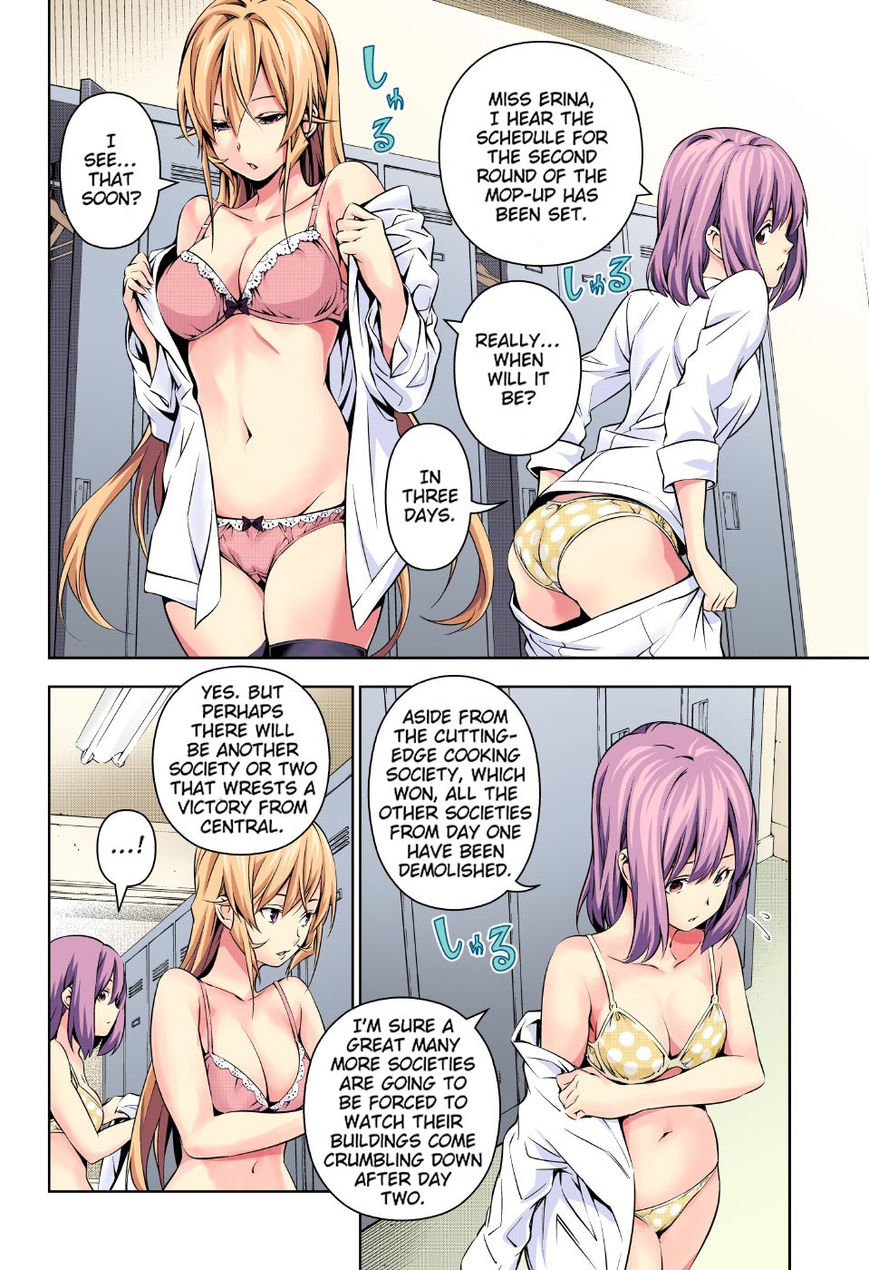 MISS ERINA,
I HEAR THE
SCHEDULE FOR
THE SECOND
ROUND OF THE
MOP-UP HAS
BEEN SET.
しゅる
しゅる
I
SEE...
THAT
SOON?
REALLY...
WHEN
WILL IT
BE?
IN
THREE
DAYS.
ASIDE FROM
THE CUTTING-
EDGE COOKING
SOCIETY, WHICH
WON, ALL THE
OTHER SOCIETIES
FROM DAY ONE
HAVE BEEN
DEMOLISHED.
しゅる
I'M SURE A
GREAT MANY
MORE SOCIETIES
ARE GOING TO
BE FORCED TO
WATCH THEIR
BUILDINGS COME
CRUMBLING DOWN
AFTER DAY
TWO.
YES. BUT
PERHAPS
THERE WILL
BE ANOTHER
SOCIETY OR TWO
THAT WRESTS A
VICTORY FROM
CENTRAL.
...!